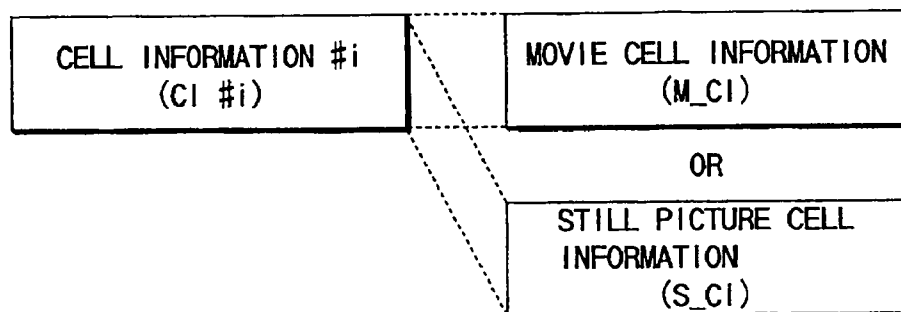 CELL INFORMATION #i
(CI #i)
MOVIE CELL INFORMATION
(M_CI)
OR
STILL PICTURE CELL
INFORMATION
(S_CI)